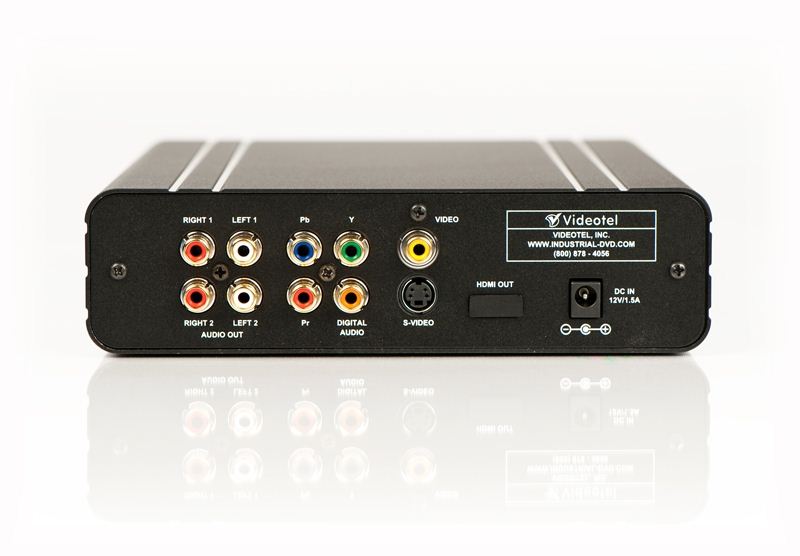 RIGHT 1
LEFT 1
Pb
Y
VIDEO
Videotel
VIDEOTEL, INC.
WWW.INDUSTRIAL-DVD.COM
(800) 878 - 4056
HDMI OUT
DC IN
12V/1.5A
RIGHT 2
LEFT 2
AUDIO OUT
Pr
DIGITAL
AUDIO
S-VIDEO